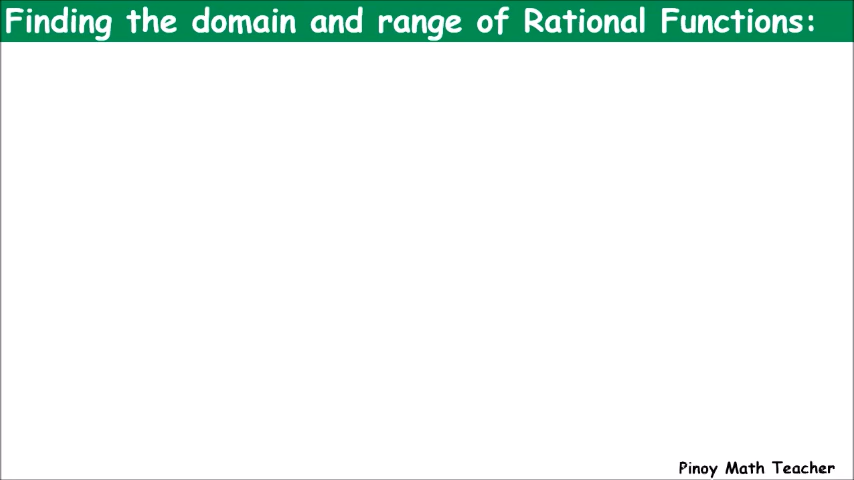 Finding the domain and range of Rational Functions:
Pinoy Math Teacher